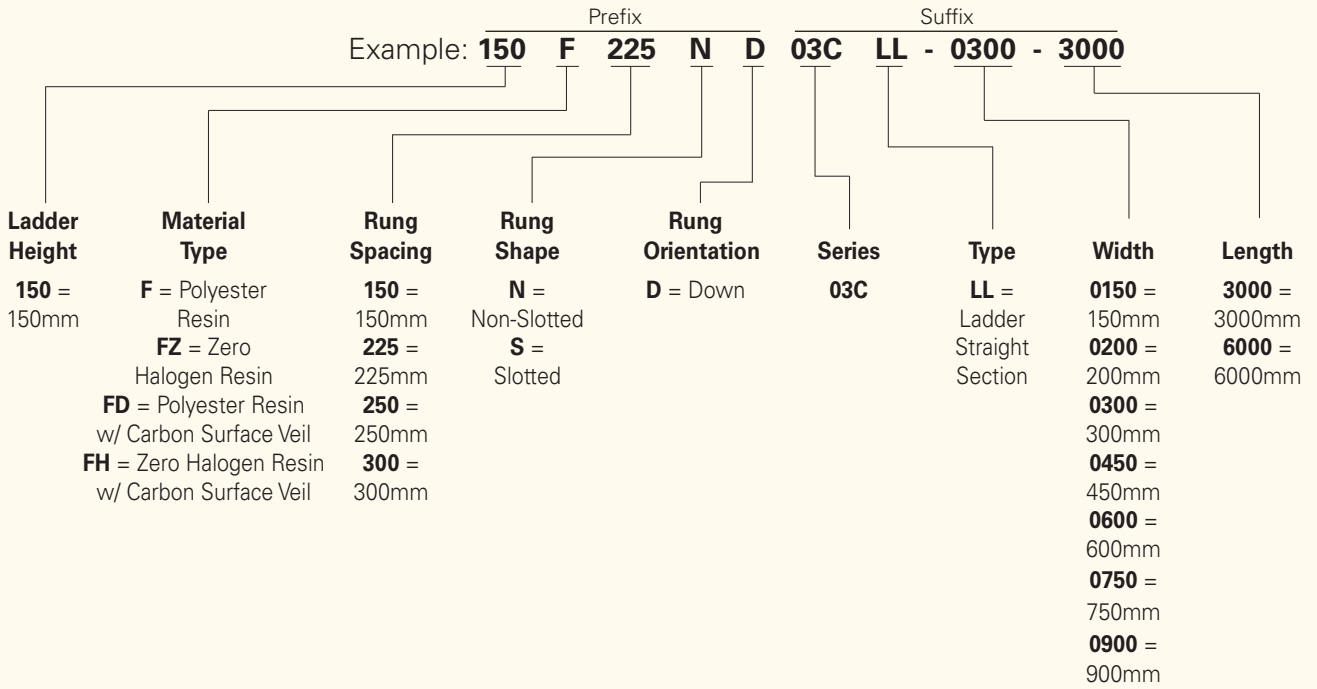 Prefix
Suffix
Example: 150 F 225 N D 03C LL - 0300 - 3000
Ladder
Height
150 =
150mm
Material
Type
F = Polyester
Resin
FZ = Zero
Halogen Resin
FD = Polyester Resin
w/ Carbon Surface Veil
FH = Zero Halogen Resin
w/ Carbon Surface Veil
Rung
Spacing
150 =
150mm
225 =
225mm
250 =
250mm
300 =
300mm
Rung
Shape
N =
Non-Slotted
S =
Slotted
Rung
Orientation
D = Down
Series
03C
Type
LL =
Ladder
Straight
Section
Width
0150 =
150mm
0200 =
200mm
0300 =
300mm
0450 =
450mm
0600 =
600mm
0750 =
750mm
0900 =
900mm
Length
3000 =
3000mm
6000 =
6000mm